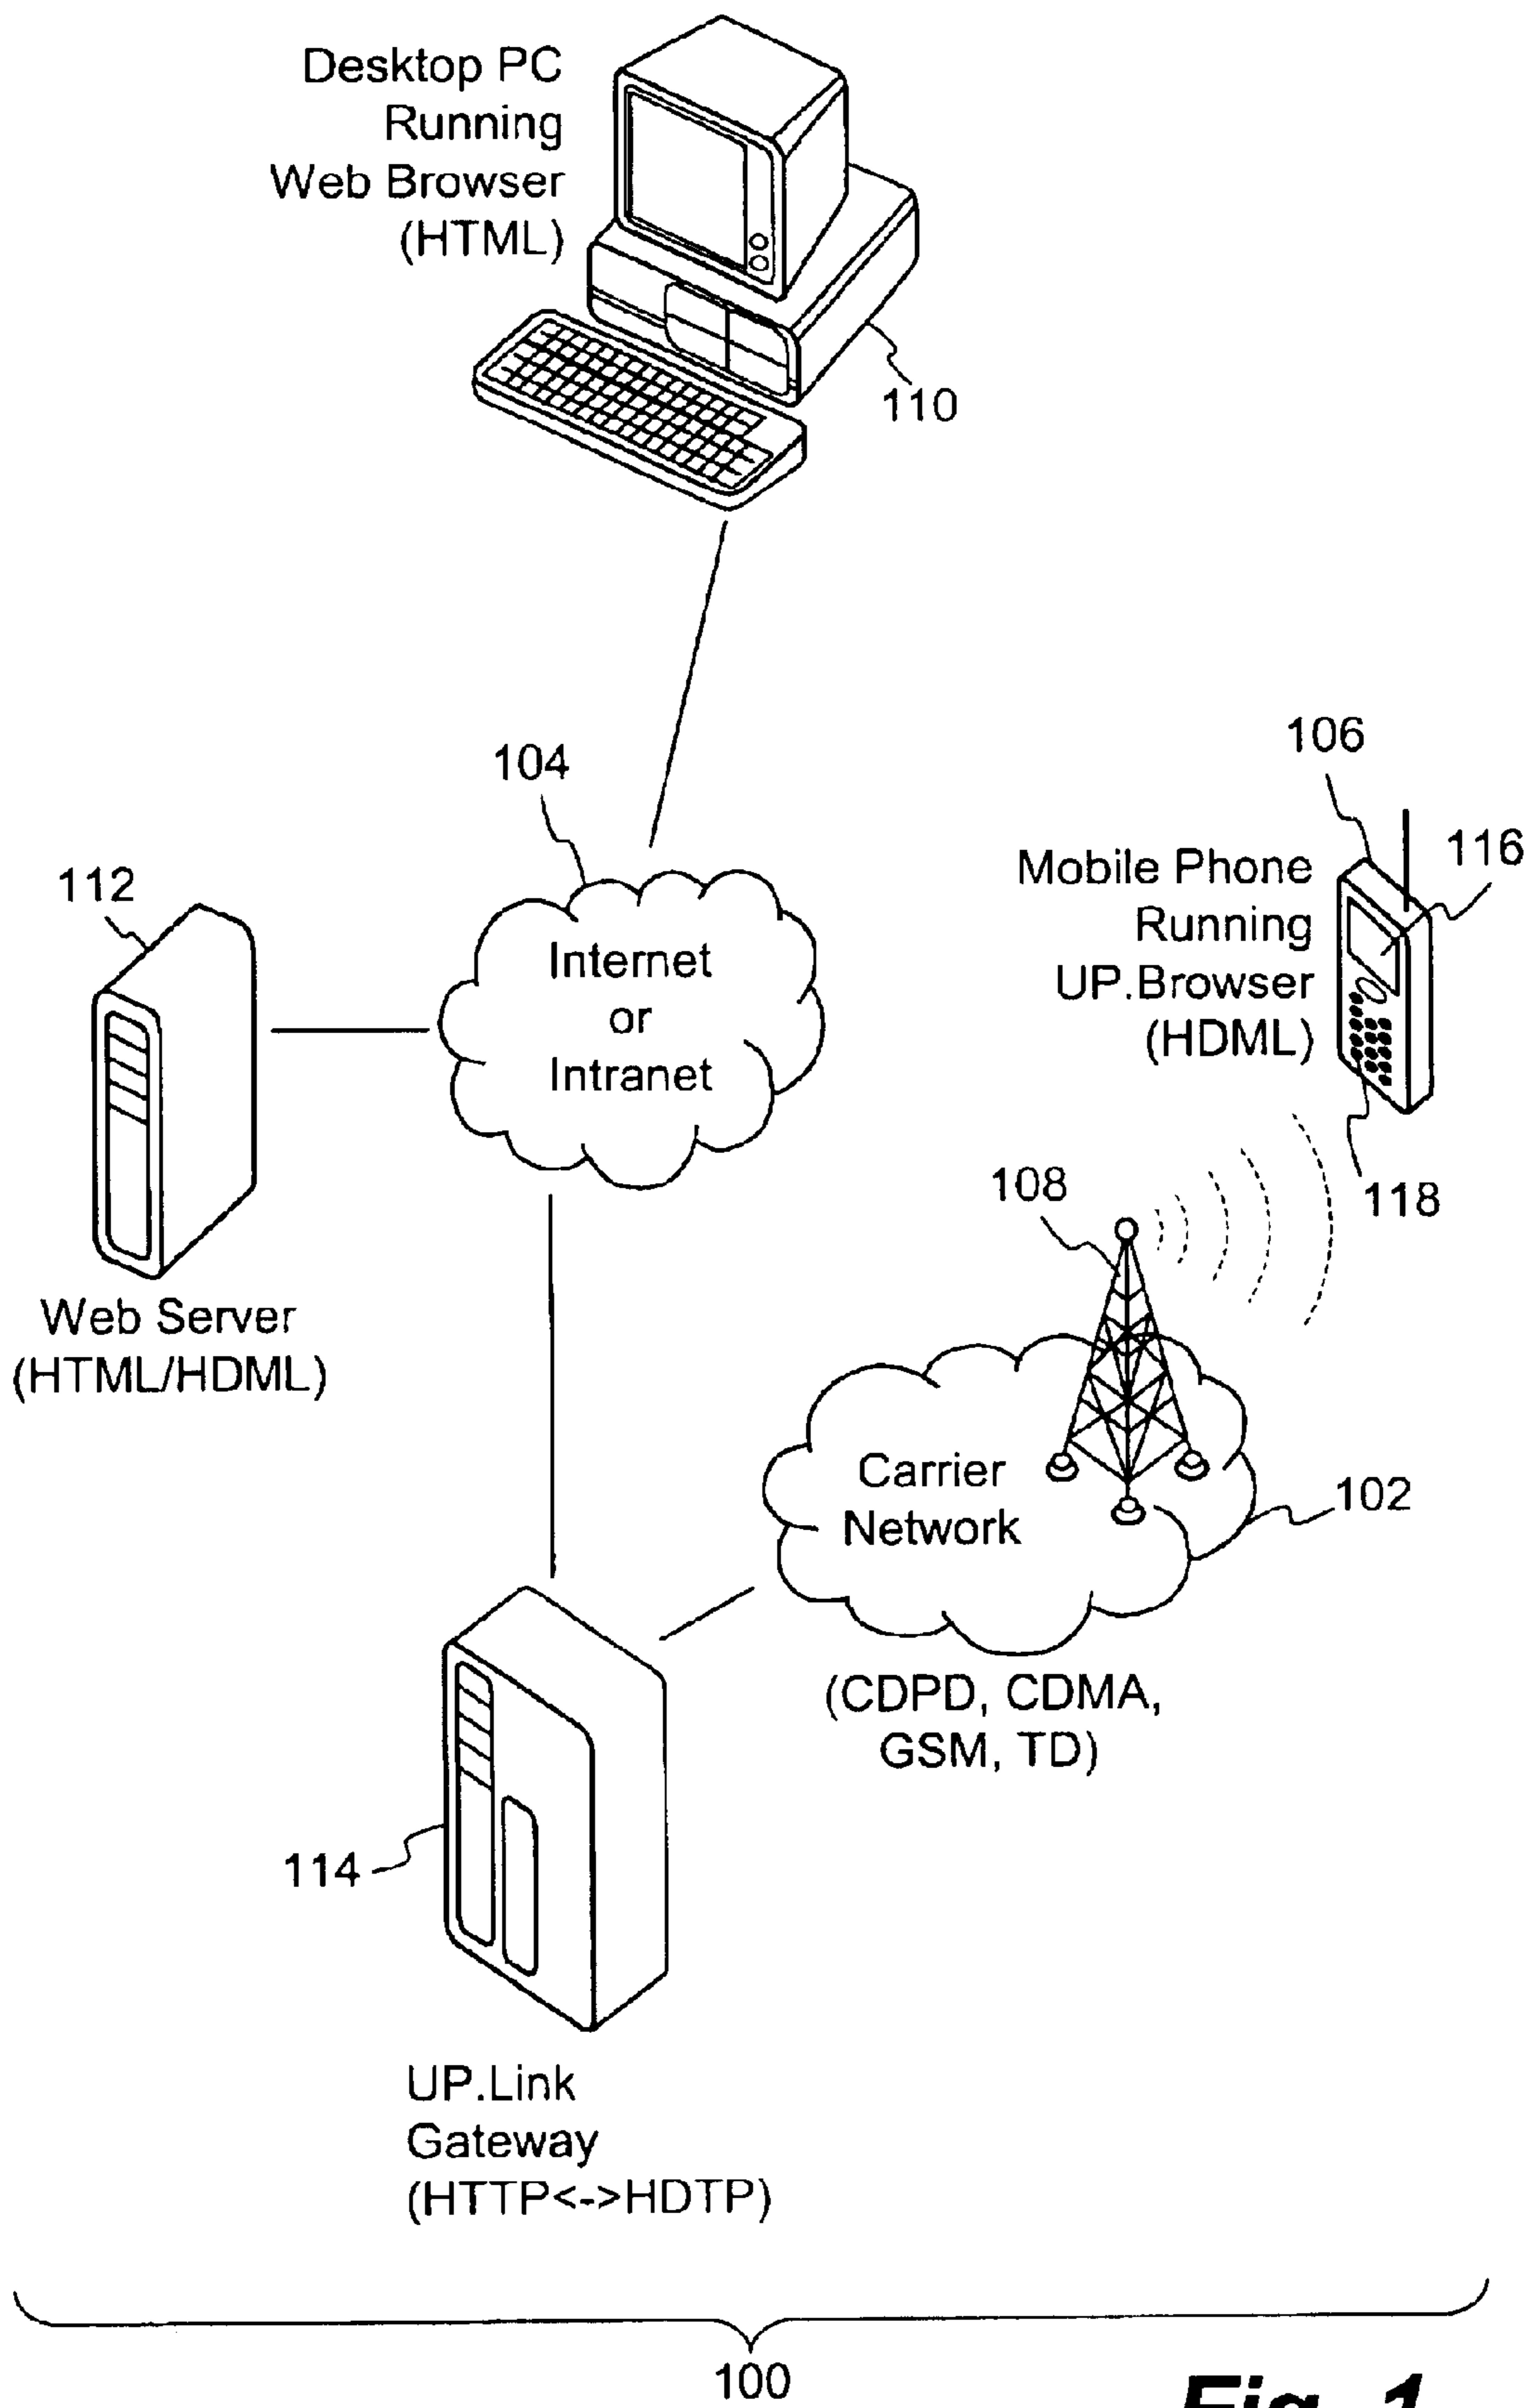 Desktop PC
Running
Web Browser
(HTML)
110
104
106
116
112
Mobile Phone
Running
UP.Browser
(HDML)
Internet
or
Intranet
108
118
Web Server
(HTML/HDML)
Carrier
Network
102
(CDPD, CDMA,
GSM, TD)
114
UP.Link
Gateway
(HTTP<->HDTP)
100
Fig. 1